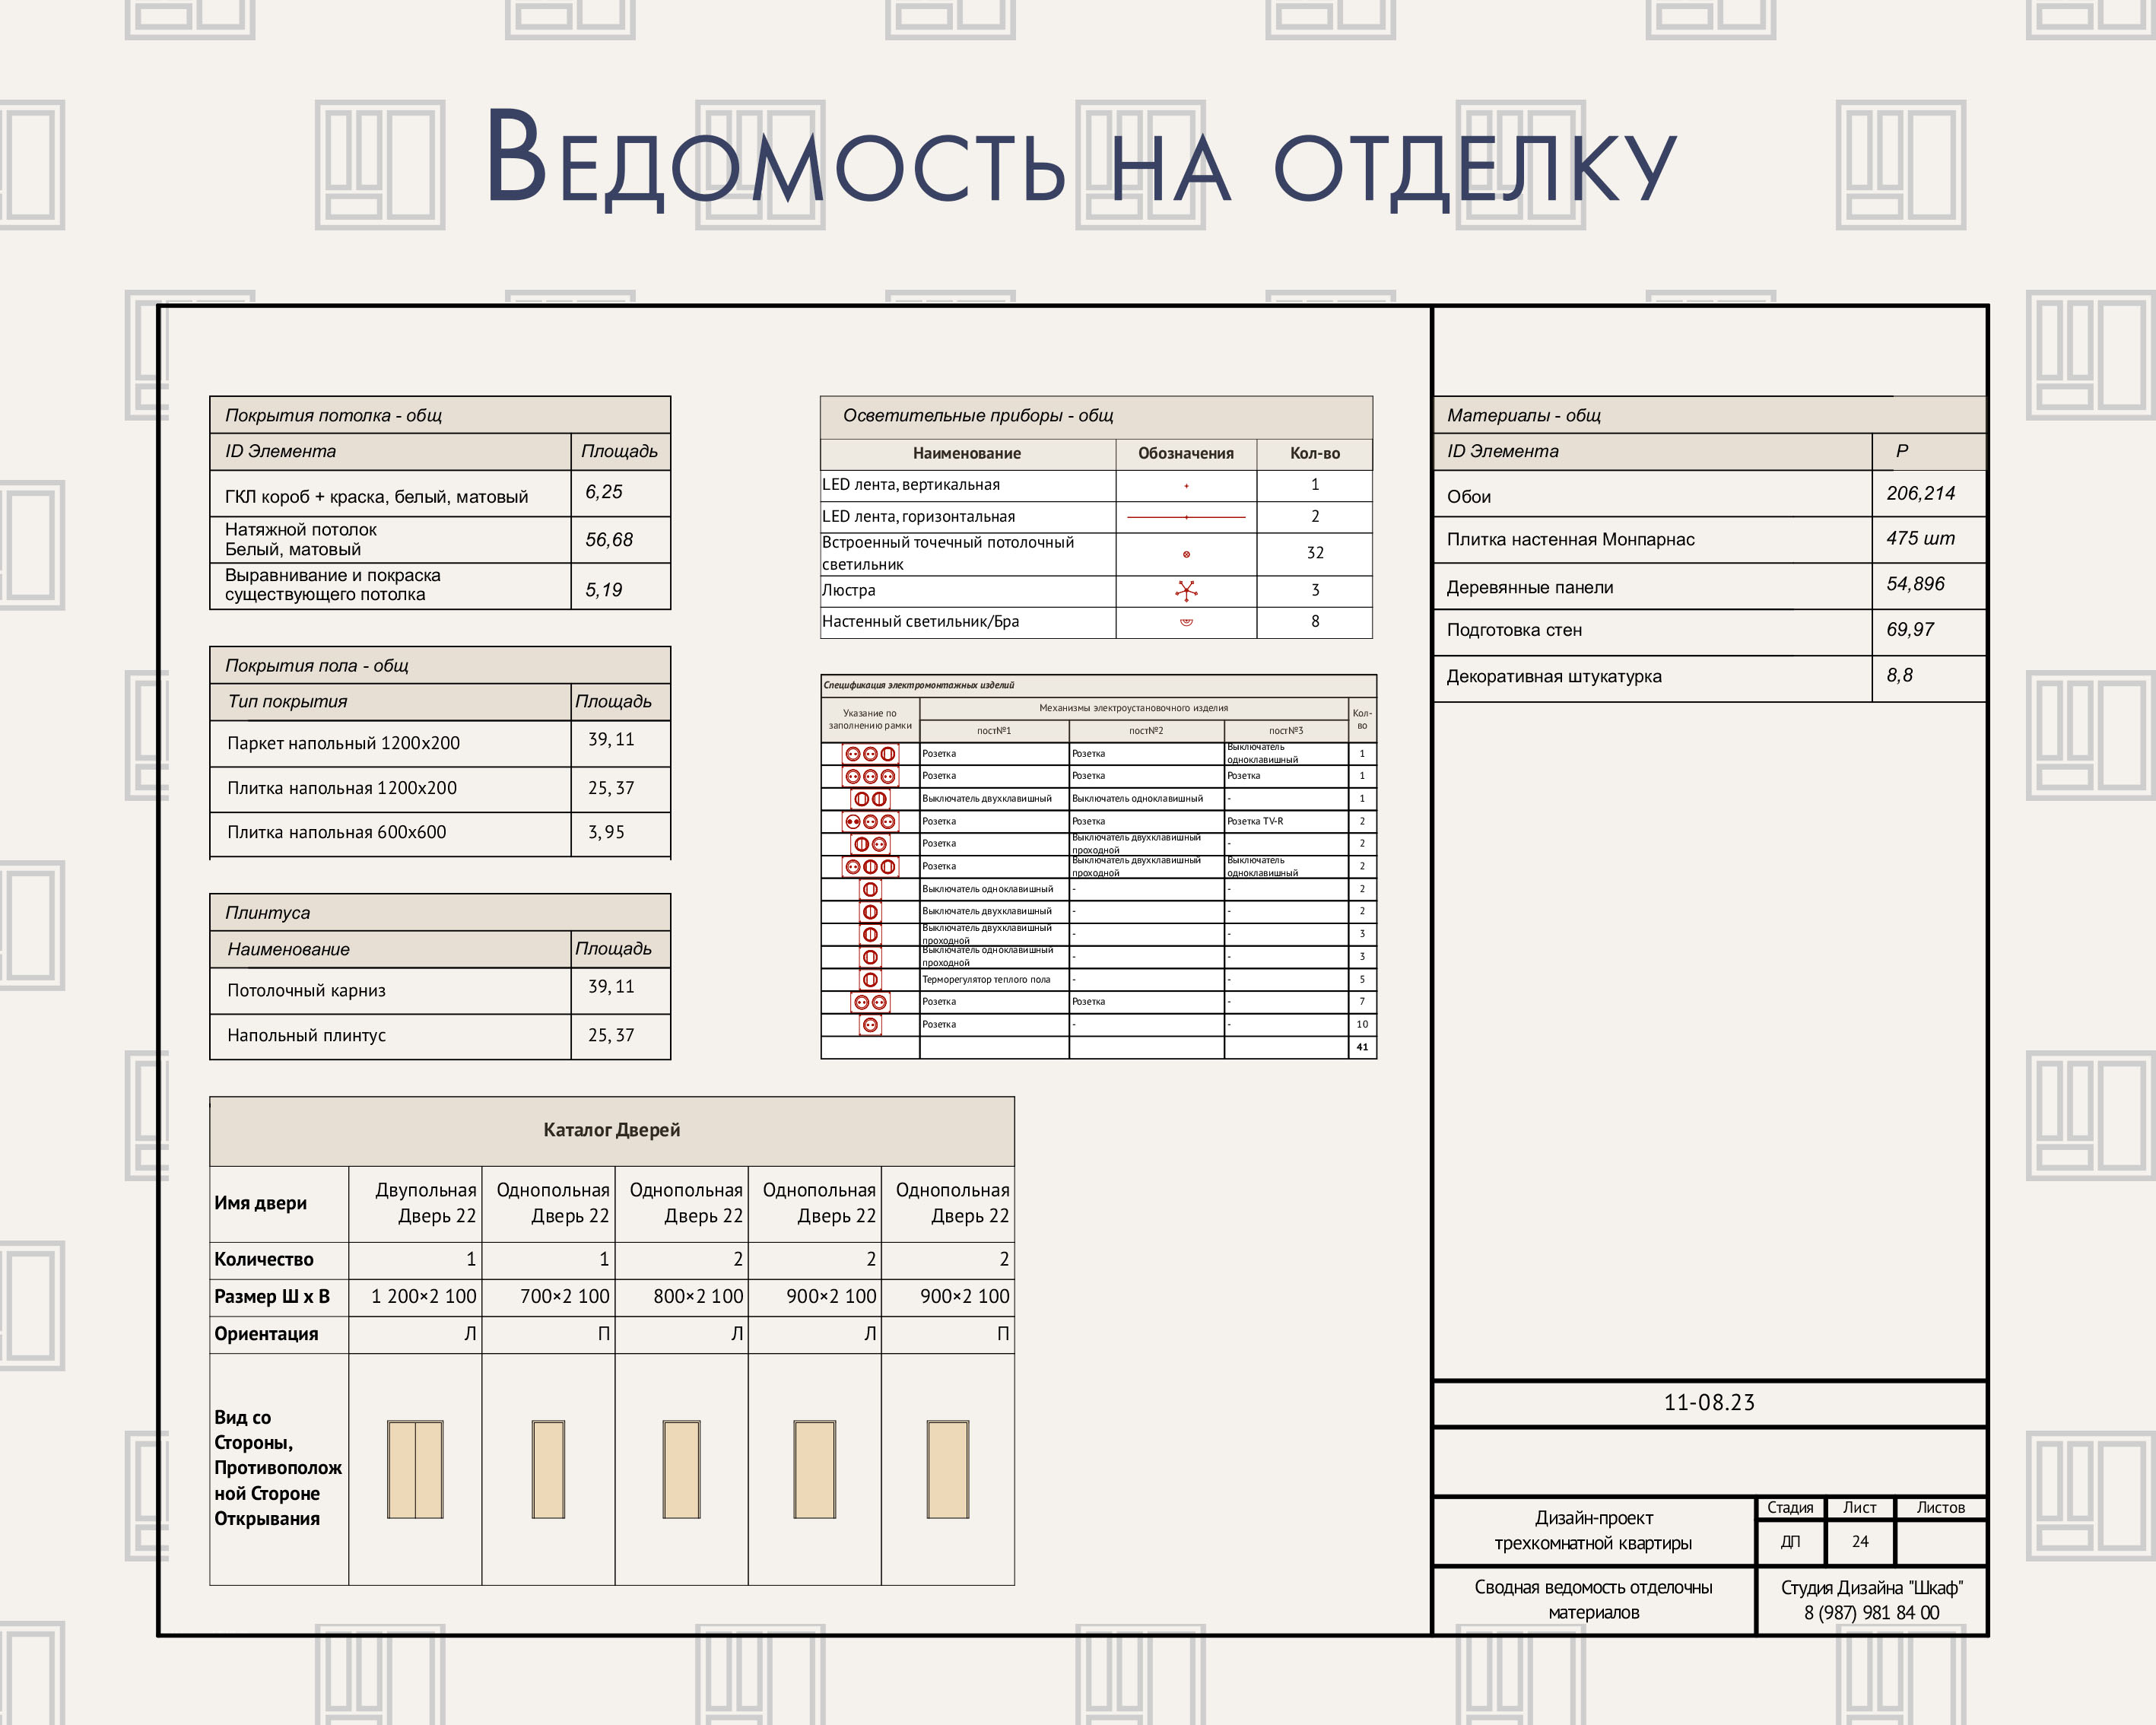 Ведомость на отделку
Покрытия потолка - общ
ID Элемента Площадь
ГКЛ короб + краска, белый, матовый 6,25
Натяжной потолок
Белый, матовый 56,68
Выравнивание и покраска
существующего потолка 5,19
Покрытия пола - общ
Тип покрытия Площадь
Паркет напольный 1200х200 39, 11
Плитка напольная 1200х200 25, 37
Плитка напольная 600х600 3, 95
Плинтуса
Наименование Площадь
Потолочный карниз 39, 11
Напольный плинтус 25, 37
Осветительные приборы - общ
Наименование Обозначения Кол-во
LED лента, вертикальная 1
LED лента, горизонтальная 2
Встроенный точечный потолочный
светильник 32
Люстра 3
Настенный светильник/Бра 8
Спецификация электромонтажных изделий
Указание по
заполнению рамки
Механизмы электроустановочного изделия
Кол-
во
пост№1 пост№2 пост№3
Розетка Розетка Выключатель
одноклавишный 1
Розетка Розетка Розетка 1
Выключатель двухклавишный Выключатель одноклавишный - 1
Розетка Розетка Розетка TV-R 2
Розетка Выключатель двухклавишный
проходной - 2
Розетка Выключатель двухклавишный
проходной Выключатель
одноклавишный 2
Выключатель одноклавишный - - 2
Выключатель двухклавишный - - 2
Выключатель двухклавишный
проходной - - 3
Выключатель одноклавишный
проходной - - 3
Терморегулятор теплого пола - - 5
Розетка Розетка - 7
Розетка - - 10
41
Материалы - общ
ID Элемента P
Обои 206,214
Плитка настенная Монпарнас 475 шт
Деревянные панели 54,896
Подготовка стен 69,97
Декоративная штукатурка 8,8
Каталог Дверей
Имя двери Двупольная Дверь 22 Однопольная Дверь 22 Однопольная Дверь 22 Однопольная Дверь 22 Однопольная Дверь 22
Количество 1 1 2 2 2
Размер Ш х В 1 200×2 100 700×2 100 800×2 100 900×2 100 900×2 100
Ориентация Л П Л Л П
Вид со
Стороны,
Противополож
ной Стороне
Открывания
11-08.23
Дизайн-проект
трехкомнатной квартиры
Стадия Лист Листов
ДП 24
Сводная ведомость отделочны
материалов
Студия Дизайна "Шкаф"
8 (987) 981 84 00